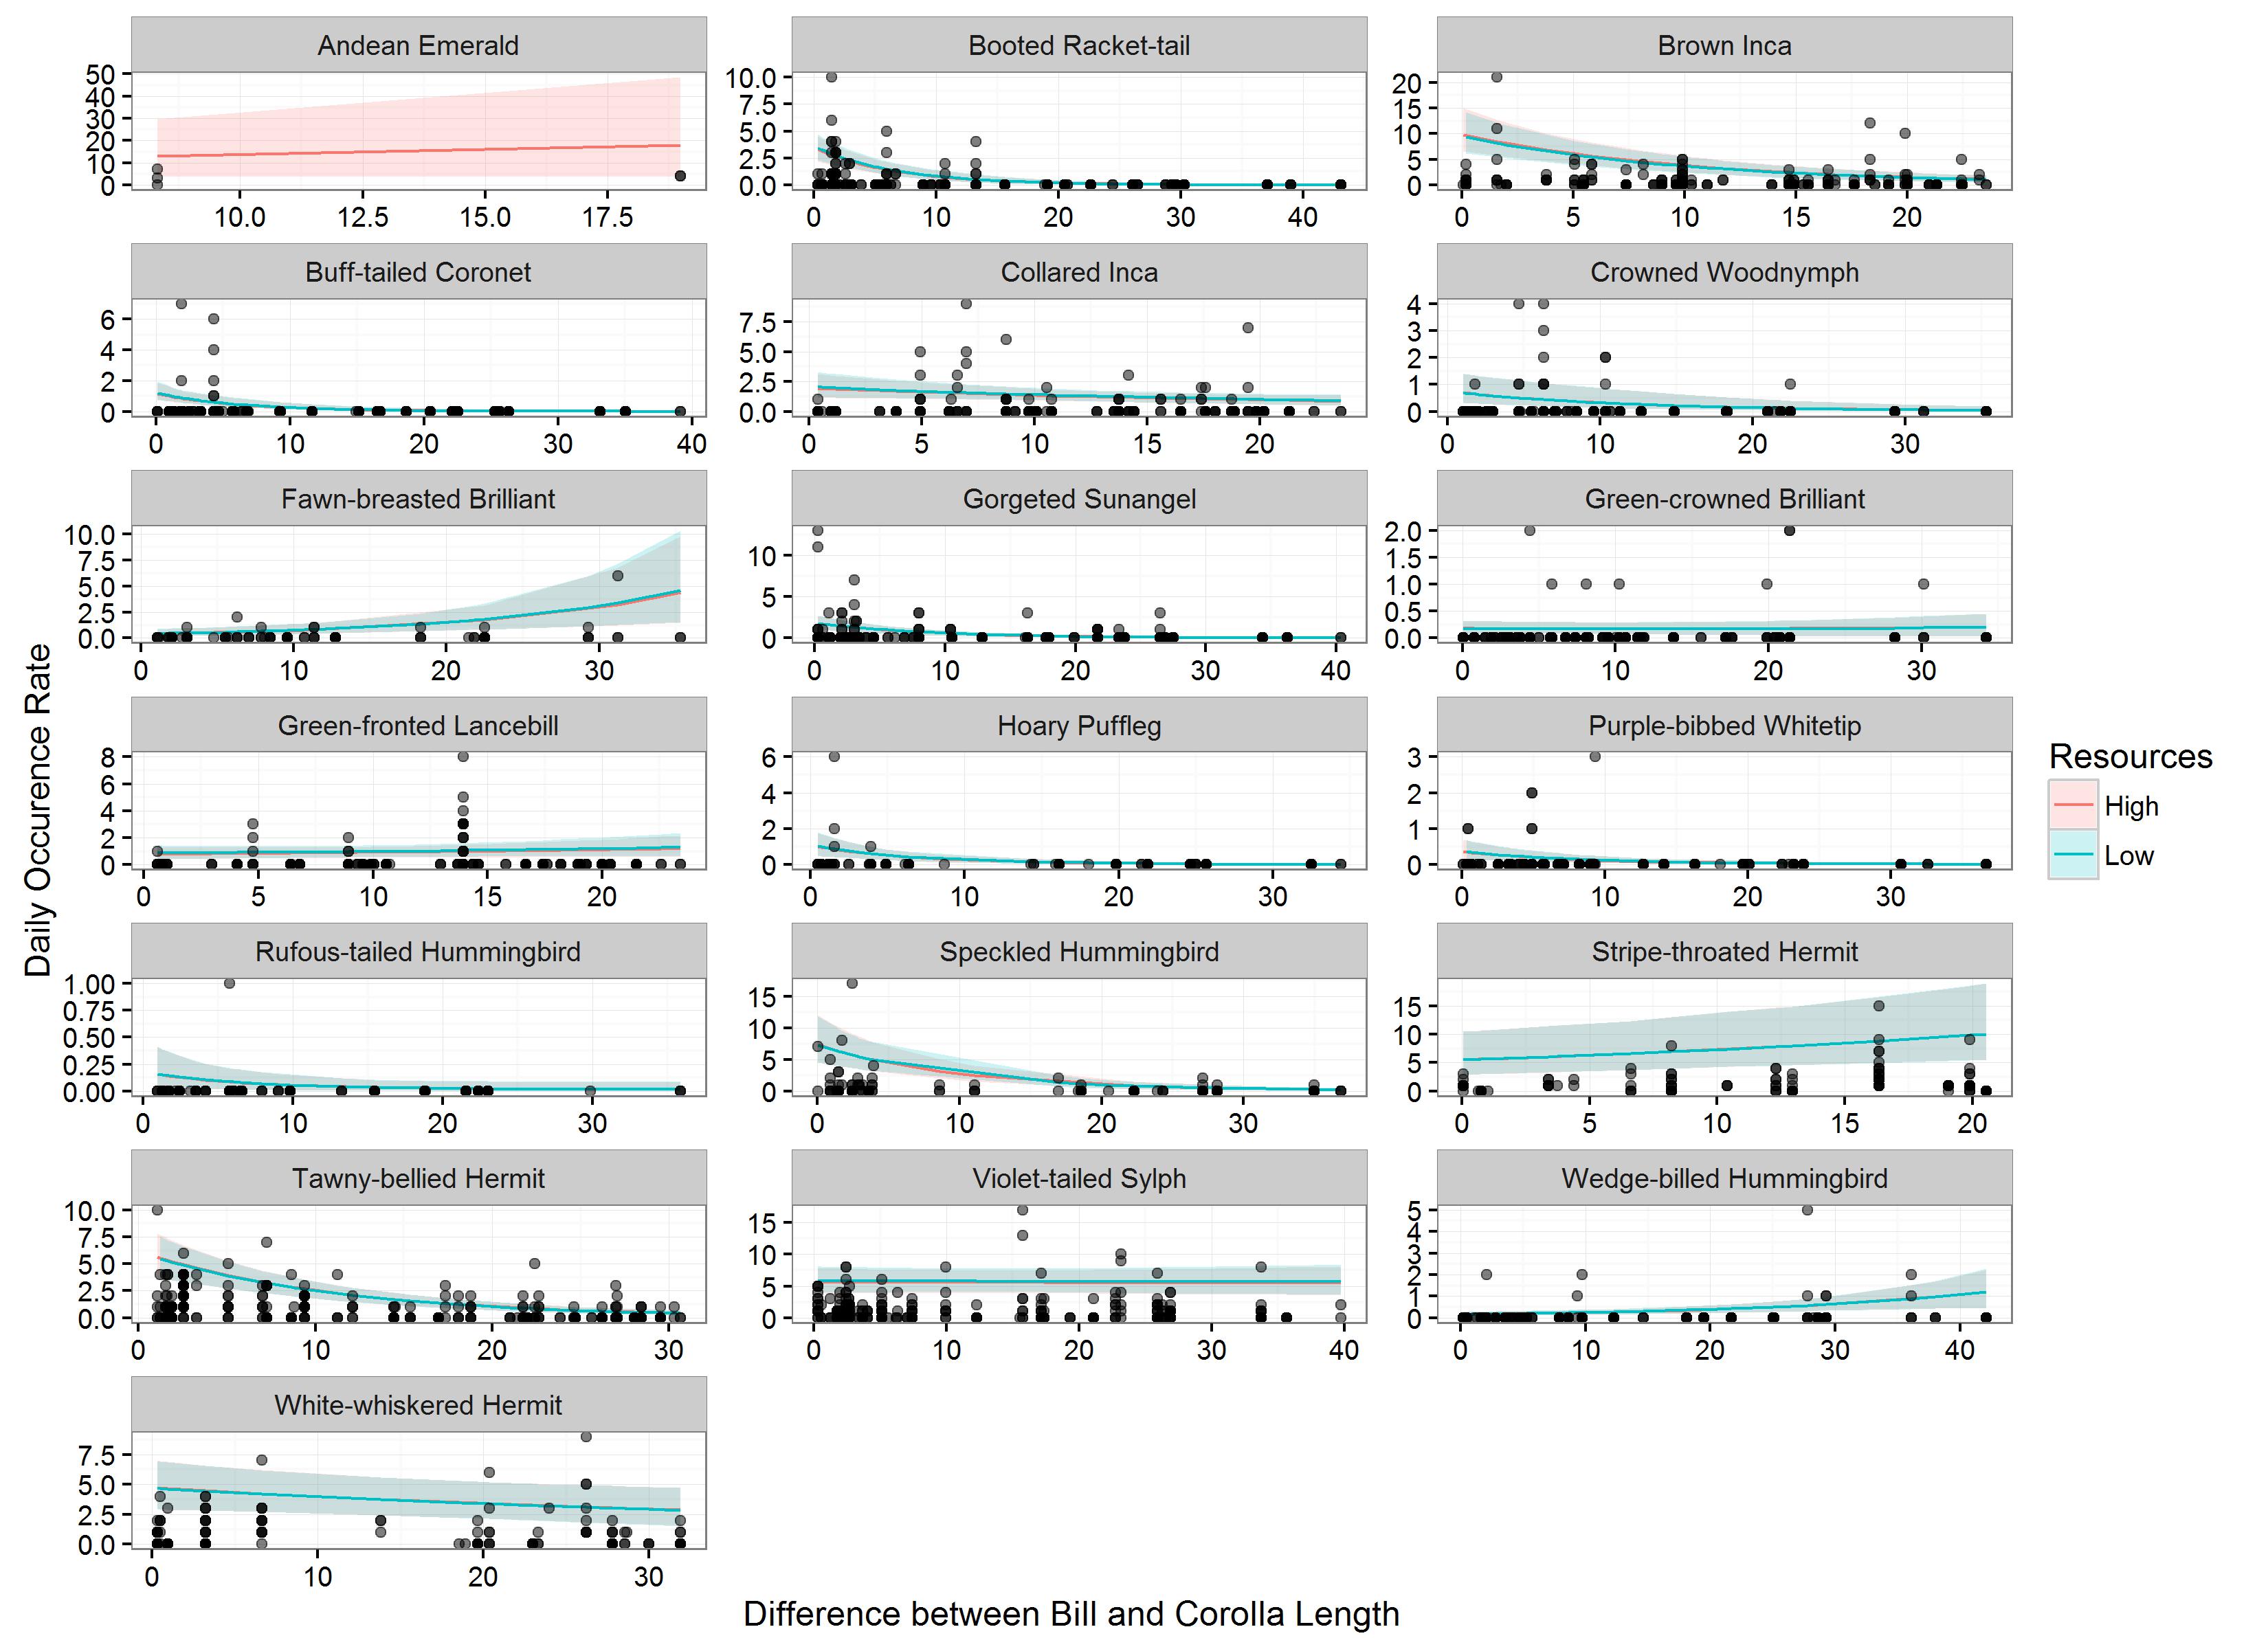 Andean Emerald
50
40
30
20
10
0
10.0 12.5 15.0 17.5
Booted Racket-tail
10.0
7.5
5.0
2.5
0.0
0 10 20 30 40
Brown Inca
20
15
10
5
0
0 5 10 15 20
Buff-tailed Coronet
6
4
2
0
0 10 20 30 40
Collared Inca
7.5
5.0
2.5
0.0
0 5 10 15 20
Crowned Woodnymph
4
3
2
1
0
0 10 20 30
Fawn-breasted Brilliant
10.0
7.5
5.0
2.5
0.0
0 10 20 30
Gorgeted Sunangel
10
5
0
0 10 20 30 40
Green-crowned Brilliant
2.0
1.5
1.0
0.5
0.0
0 10 20 30
Green-fronted Lancebill
8
6
4
2
0
0 5 10 15 20
Hoary Puffleg
6
4
2
0
0 10 20 30
Purple-bibbed Whitetip
3
2
1
0
0 10 20 30
Rufous-tailed Hummingbird
1.00
0.75
0.50
0.25
0.00
0 10 20 30
Speckled Hummingbird
15
10
5
0
0 10 20 30
Stripe-throated Hermit
15
10
5
0
0 5 10 15 20
Tawny-bellied Hermit
10.0
7.5
5.0
2.5
0.0
0 10 20 30
Violet-tailed Sylph
15
10
5
0
0 10 20 30 40
Wedge-billed Hummingbird
5
4
3
2
1
0
0 10 20 30 40
White-whiskered Hermit
7.5
5.0
2.5
0.0
0 10 20 30
Daily Occurence Rate
Difference between Bill and Corolla Length
Resources
High
Low